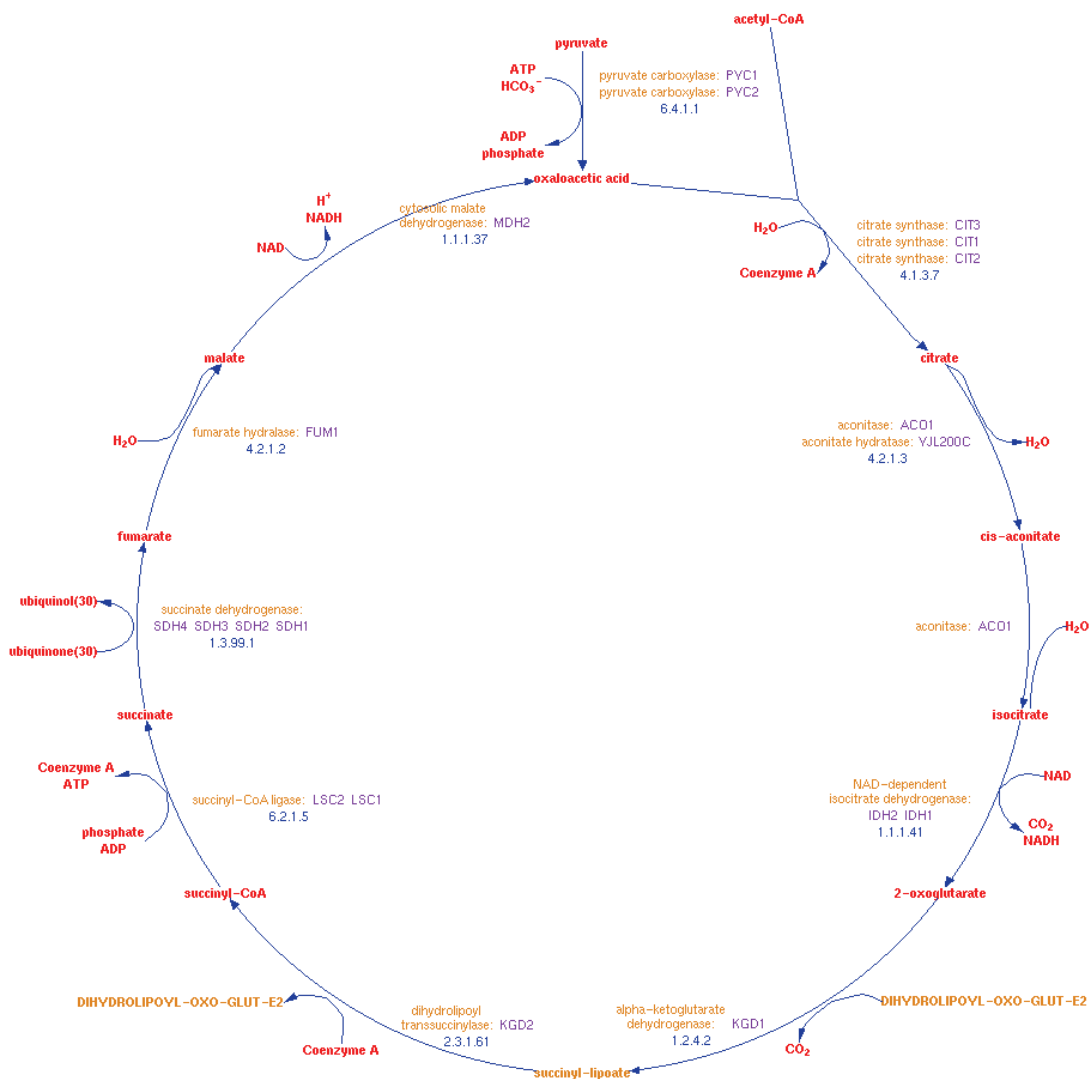 acetyl-CoA
pyruvate
ATP
HCO₃⁻
pyruvate carboxylase: PYC1
pyruvate carboxylase: PYC2
6.4.1.1
ADP
phosphate
oxaloacetic acid
H⁺
NADH
NAD
cytosolic malate
dehydrogenase: MDH2
1.1.1.37
H₂O
Coenzyme A
citrate synthase: CIT3
citrate synthase: CIT1
citrate synthase: CIT2
4.1.3.7
malate
citrate
H₂O
fumarate hydralase: FUM1
4.2.1.2
aconitase: ACO1
aconitate hydratase: YJL200C
4.2.1.3
H₂O
fumarate
cis-aconitate
ubiquinol(30)
ubiquinone(30)
succinate dehydrogenase:
SDH4 SDH3 SDH2 SDH1
1.3.99.1
aconitase: ACO1
H₂O
succinate
isocitrate
Coenzyme A
ATP
phosphate
ADP
succinyl-CoA ligase: LSC2 LSC1
6.2.1.5
NAD-dependent
isocitrate dehydrogenase:
IDH2 IDH1
1.1.1.41
NAD
CO₂
NADH
succinyl-CoA
2-oxoglutarate
DIHYDROLIPOYL-OXO-GLUT-E2
Coenzyme A
dihydrolipoyl
transsuccinylase: KGD2
2.3.1.61
alpha-ketoglutarate
dehydrogenase: KGD1
1.2.4.2
DIHYDROLIPOYL-OXO-GLUT-E2
CO₂
succinyl-lipoate